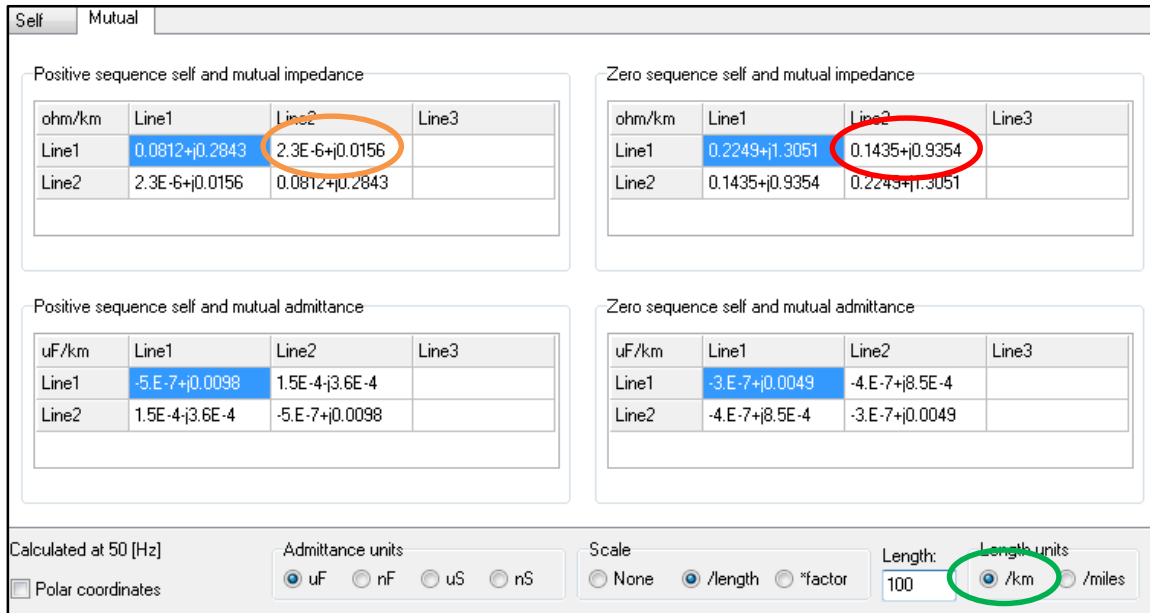 Self Mutual
Positive sequence self and mutual impedance
ohm/km Line1 Line2 Line3
Line1 0.0812+j0.2843 2.3E-6+j0.0156
Line2 2.3E-6+j0.0156 0.0812+j0.2843
Zero sequence self and mutual impedance
ohm/km Line1 Line2 Line3
Line1 0.2249+j1.3051 0.1435+j0.9354
Line2 0.1435+j0.9354 0.2249+j1.3051
Positive sequence self and mutual admittance
uF/km Line1 Line2 Line3
Line1 -5.E-7+j0.0098 1.5E-4-j3.6E-4
Line2 1.5E-4-j3.6E-4 -5.E-7+j0.0098
Zero sequence self and mutual admittance
uF/km Line1 Line2 Line3
Line1 -3.E-7+j0.0049 -4.E-7+j8.5E-4
Line2 -4.E-7+j8.5E-4 -3.E-7+j0.0049
Calculated at 50 [Hz]
Polar coordinates
Admittance units
uF nF uS nS
Scale
None /length *factor
Length:
100
Length units
/km /miles